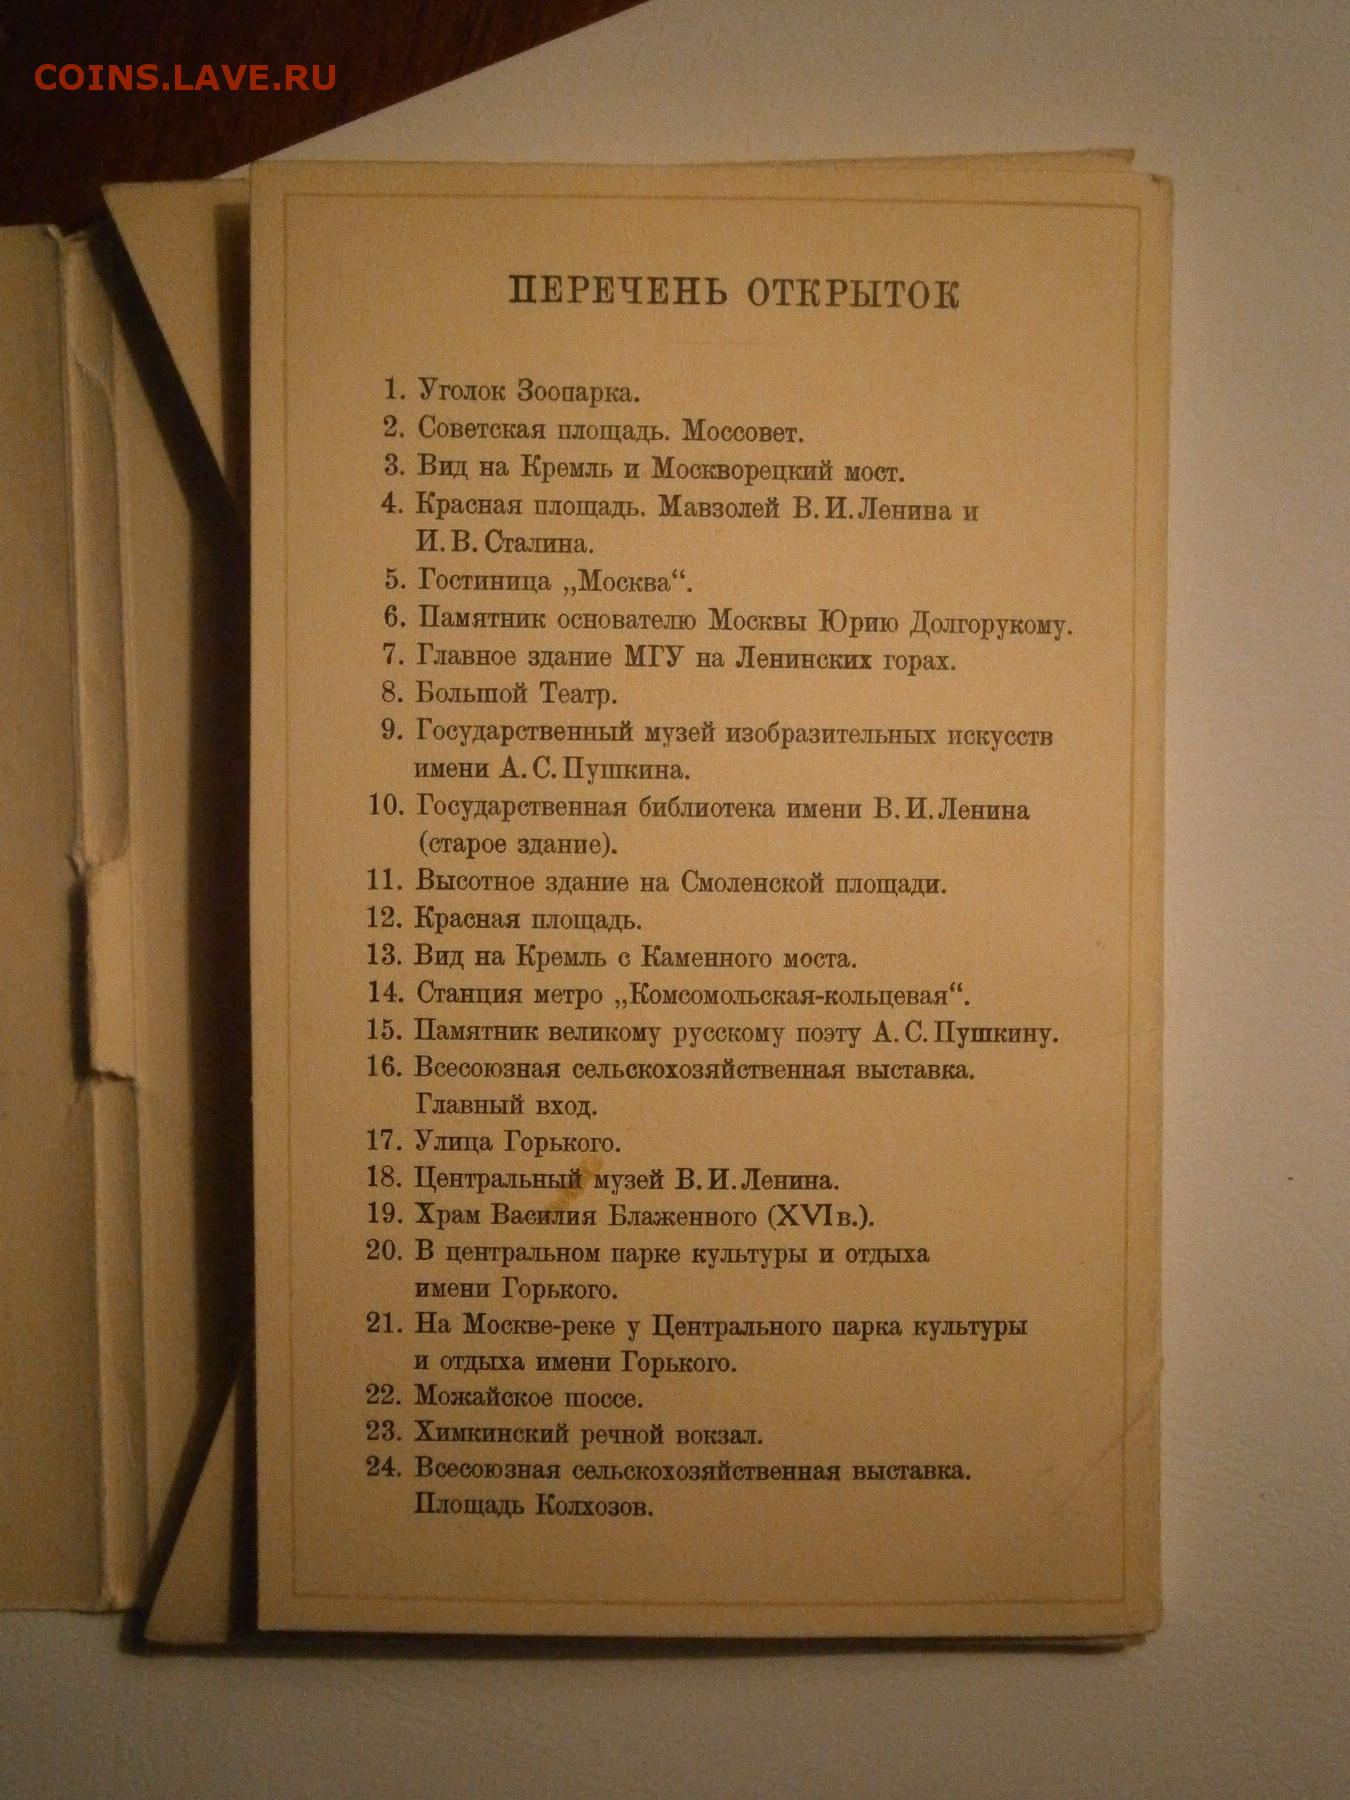 COINS.LAVE.RU
ПЕРЕЧЕНЬ ОТКРЫТОК
1. Уголок Зоопарка.
2. Советская площадь. Моссовет.
3. Вид на Кремль и Москворецкий мост.
4. Красная площадь. Мавзолей В. И. Ленина и
И. В. Сталина.
5. Гостиница „Москва“.
6. Памятник основателю Москвы Юрию Долгорукому.
7. Главное здание МГУ на Ленинских горах.
8. Большой Театр.
9. Государственный музей изобразительных искусств
имени А. С. Пушкина.
10. Государственная библиотека имени В. И. Ленина
(старое здание).
11. Высотное здание на Смоленской площади.
12. Красная площадь.
13. Вид на Кремль с Каменного моста.
14. Станция метро „Комсомольская-кольцевая“.
15. Памятник великому русскому поэту А. С. Пушкину.
16. Всесоюзная сельскохозяйственная выставка.
Главный вход.
17. Улица Горького.
18. Центральный музей В. И. Ленина.
19. Храм Василия Блаженного (XVI в.).
20. В центральном парке культуры и отдыха
имени Горького.
21. На Москве-реке у Центрального парка культуры
и отдыха имени Горького.
22. Можайское шоссе.
23. Химкинский речной вокзал.
24. Всесоюзная сельскохозяйственная выставка.
Площадь Колхозов.